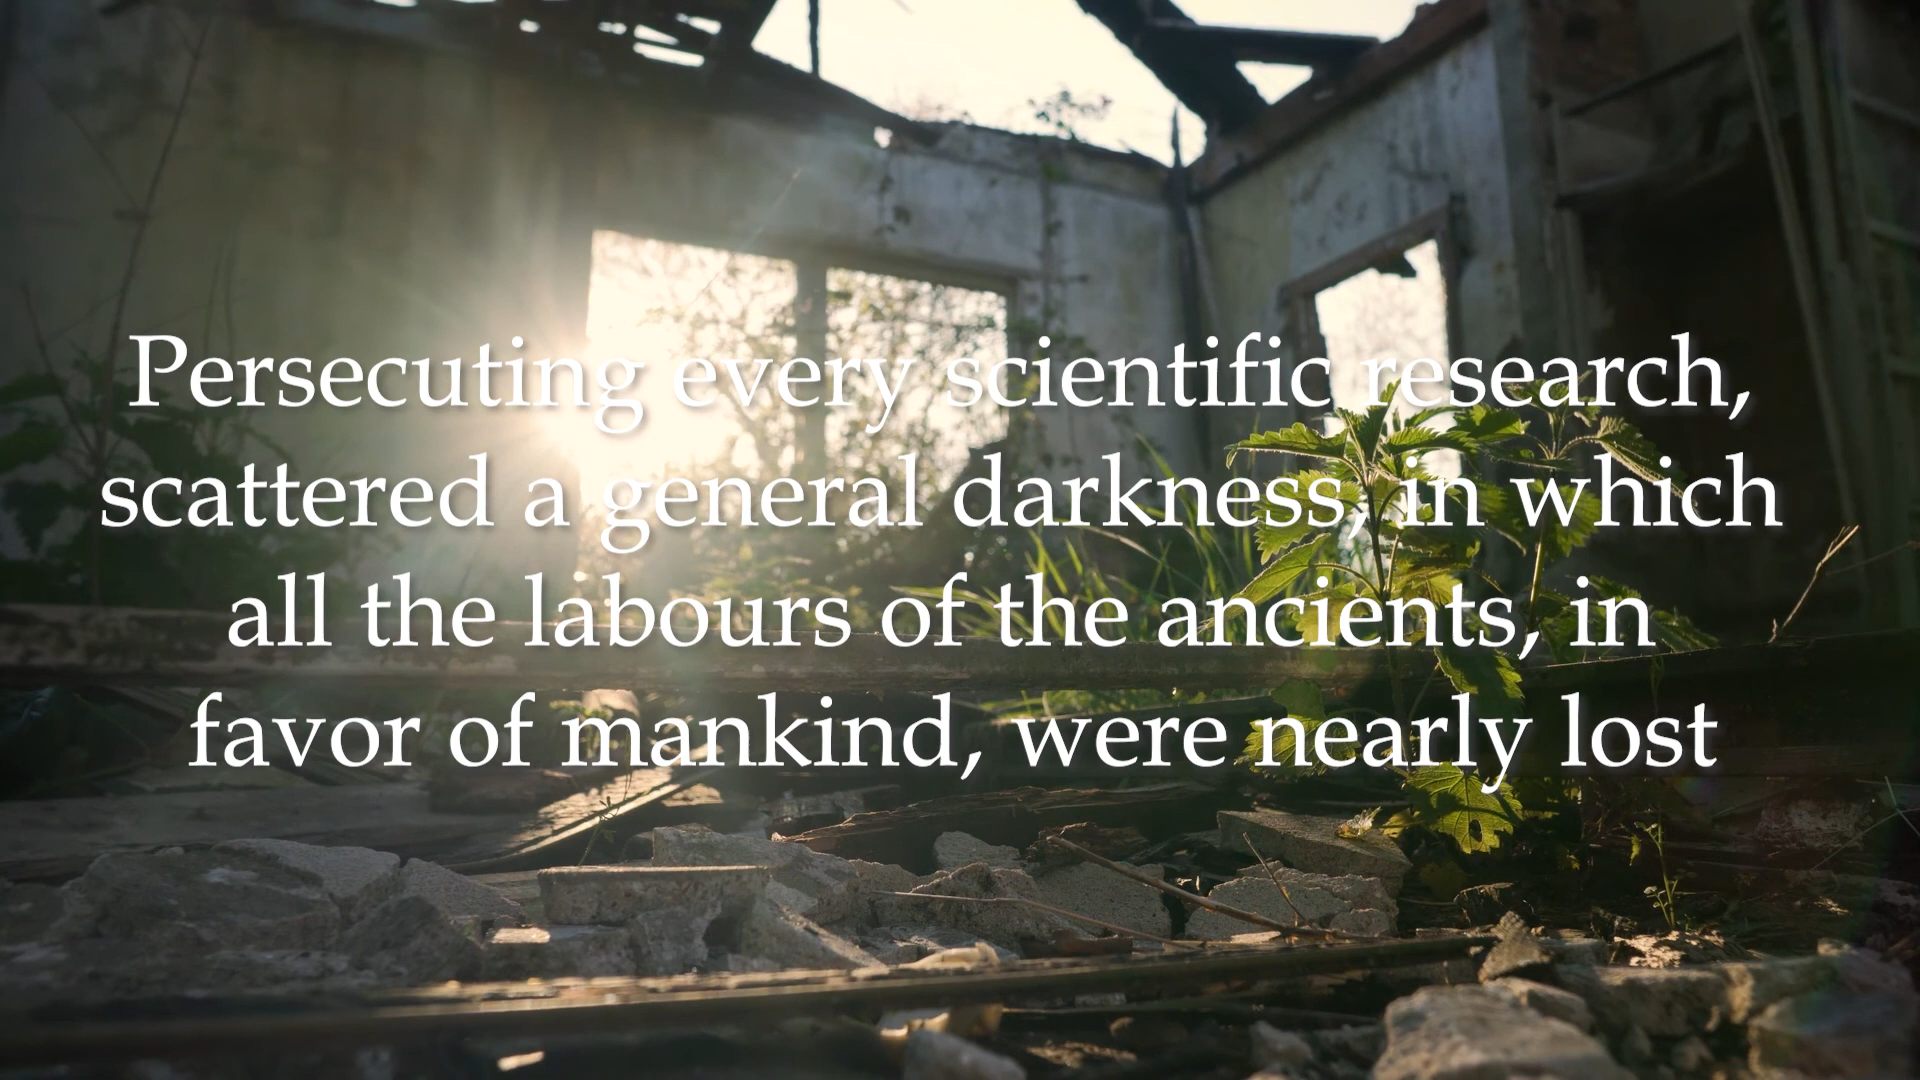 Persecuting every scientific research,
scattered a general darkness, in which
all the labours of the ancients, in
favor of mankind, were nearly lost